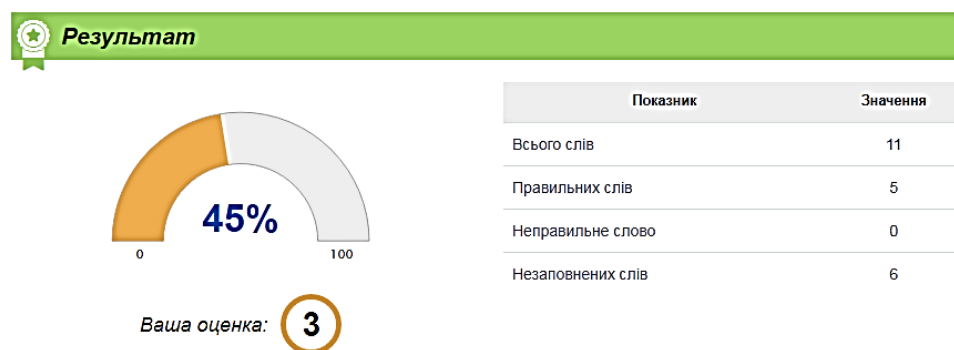 Результат
Показник Значення
Всього слів 11
Правильних слів 5
Неправильне слово 0
Незаповнених слів 6
45%
0 100
Ваша оценка: 3